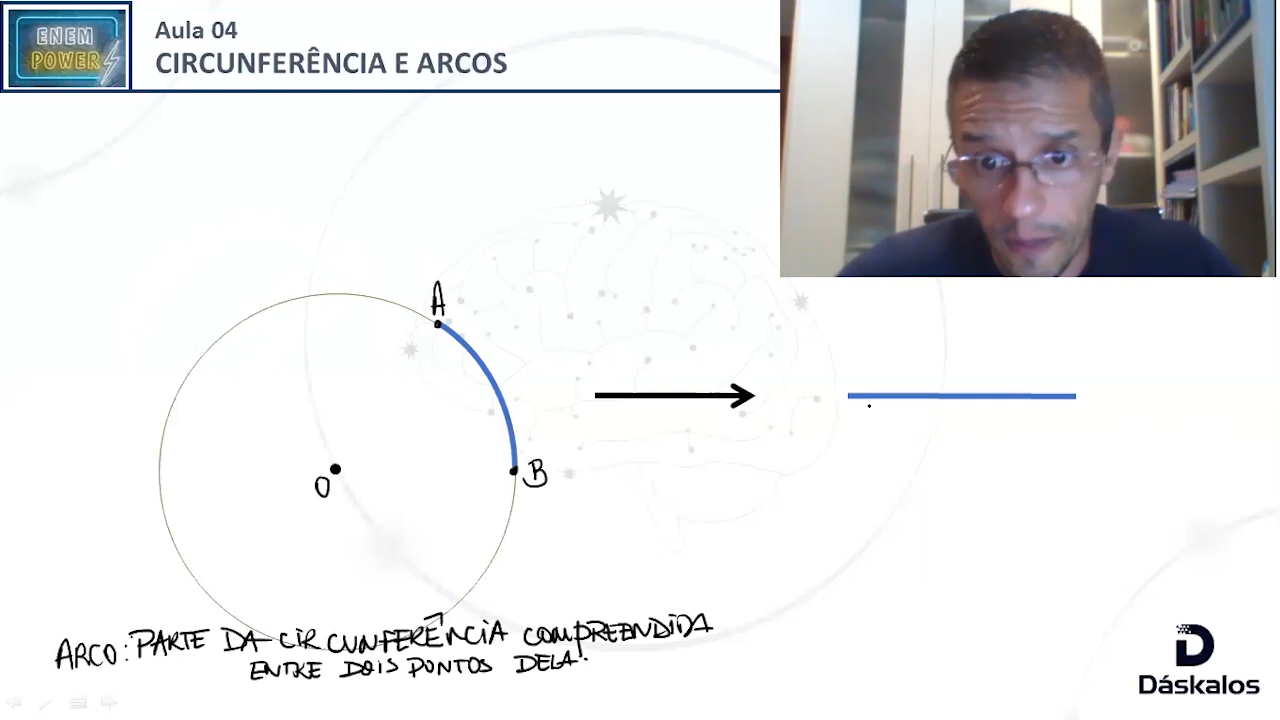 ENEM
POWER
Aula 04
CIRCUNFERÊNCIA E ARCOS
A
B
O
ARCO: PARTE DA CIRCUNFERÊNCIA COMPREENDIDA
ENTRE DOIS PONTOS DELA.
Dáskalos